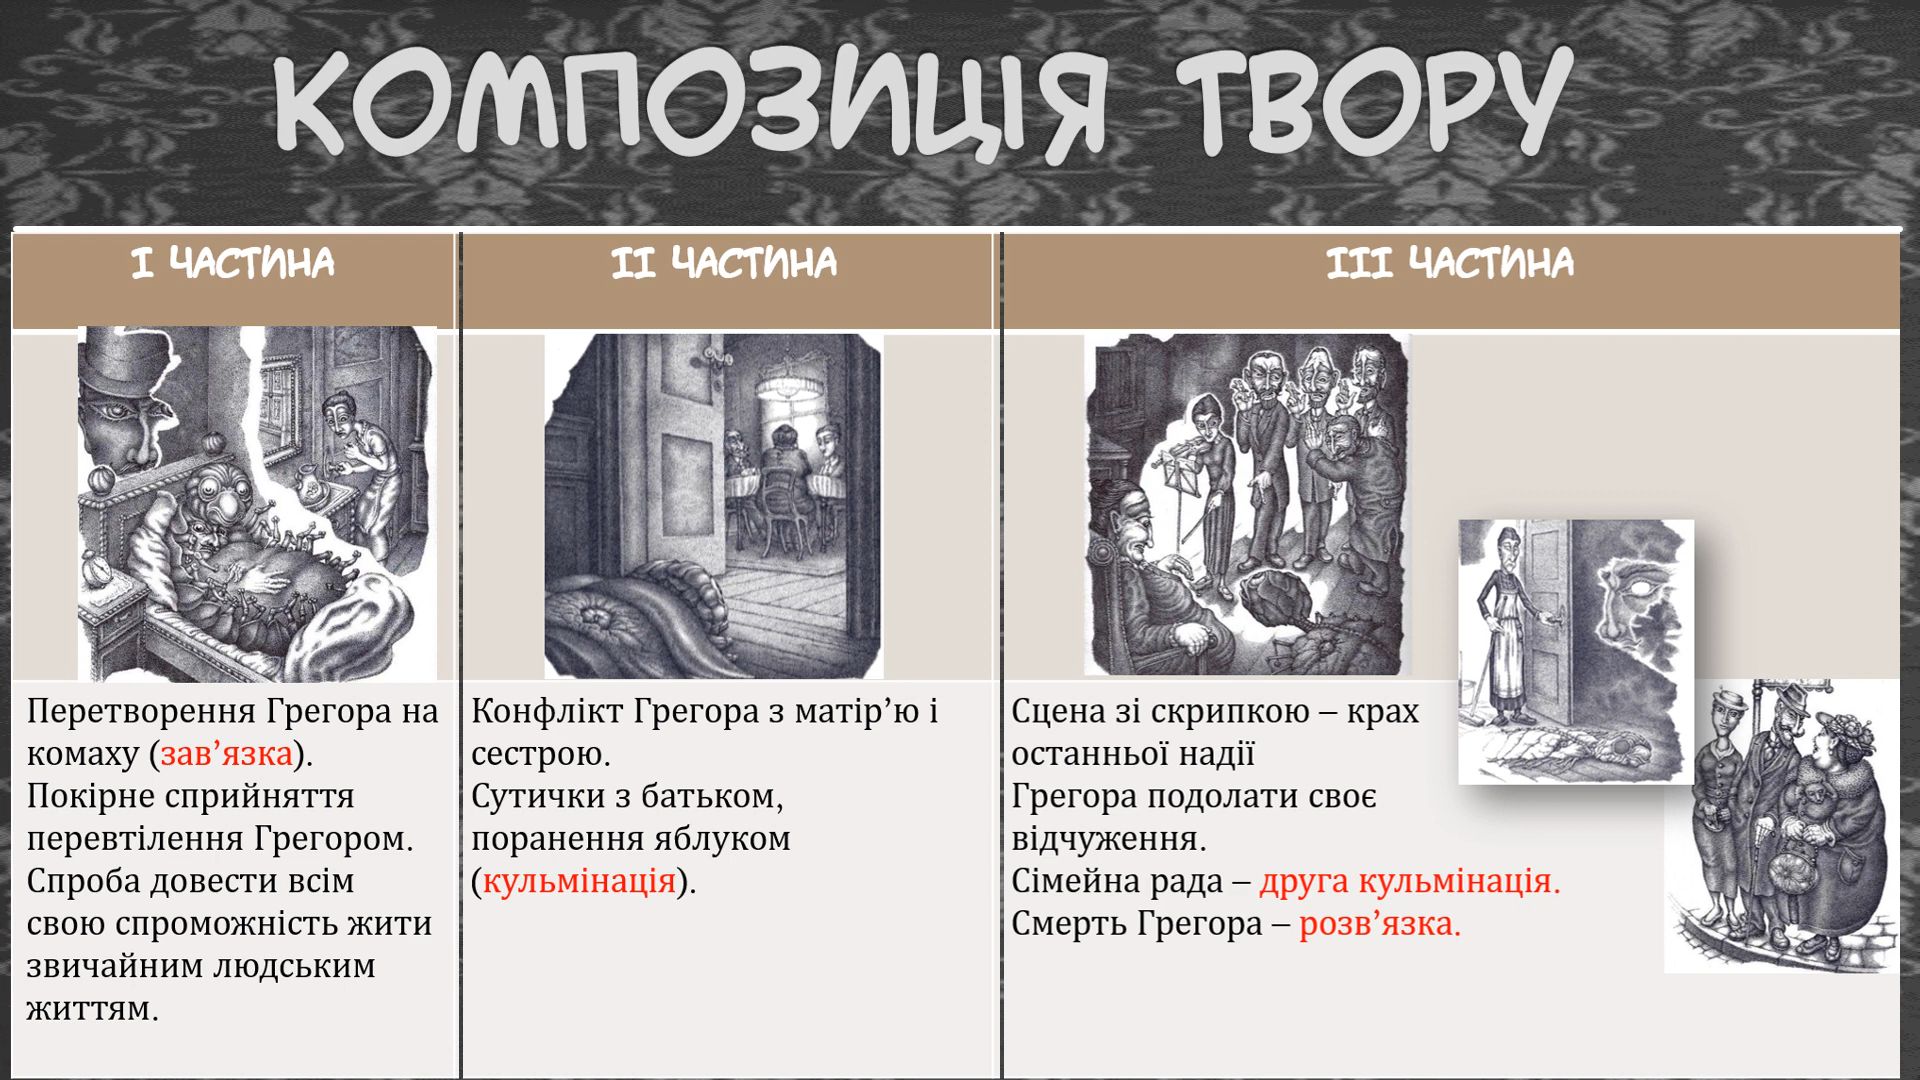 КОМПОЗИЦІЯ ТВОРУ
І ЧАСТИНА
ІІ ЧАСТИНА
ІІІ ЧАСТИНА
Перетворення Грегора на
комаху (зав’язка).
Покірне сприйняття
перевтілення Грегором.
Спроба довести всім
свою спроможність жити
звичайним людським
життям.
Конфлікт Грегора з матір’ю і
сестрою.
Сутички з батьком,
поранення яблуком
(кульмінація).
Сцена зі скрипкою – крах
останньої надії
Грегора подолати своє
відчуження.
Сімейна рада – друга кульмінація.
Смерть Грегора – розв’язка.